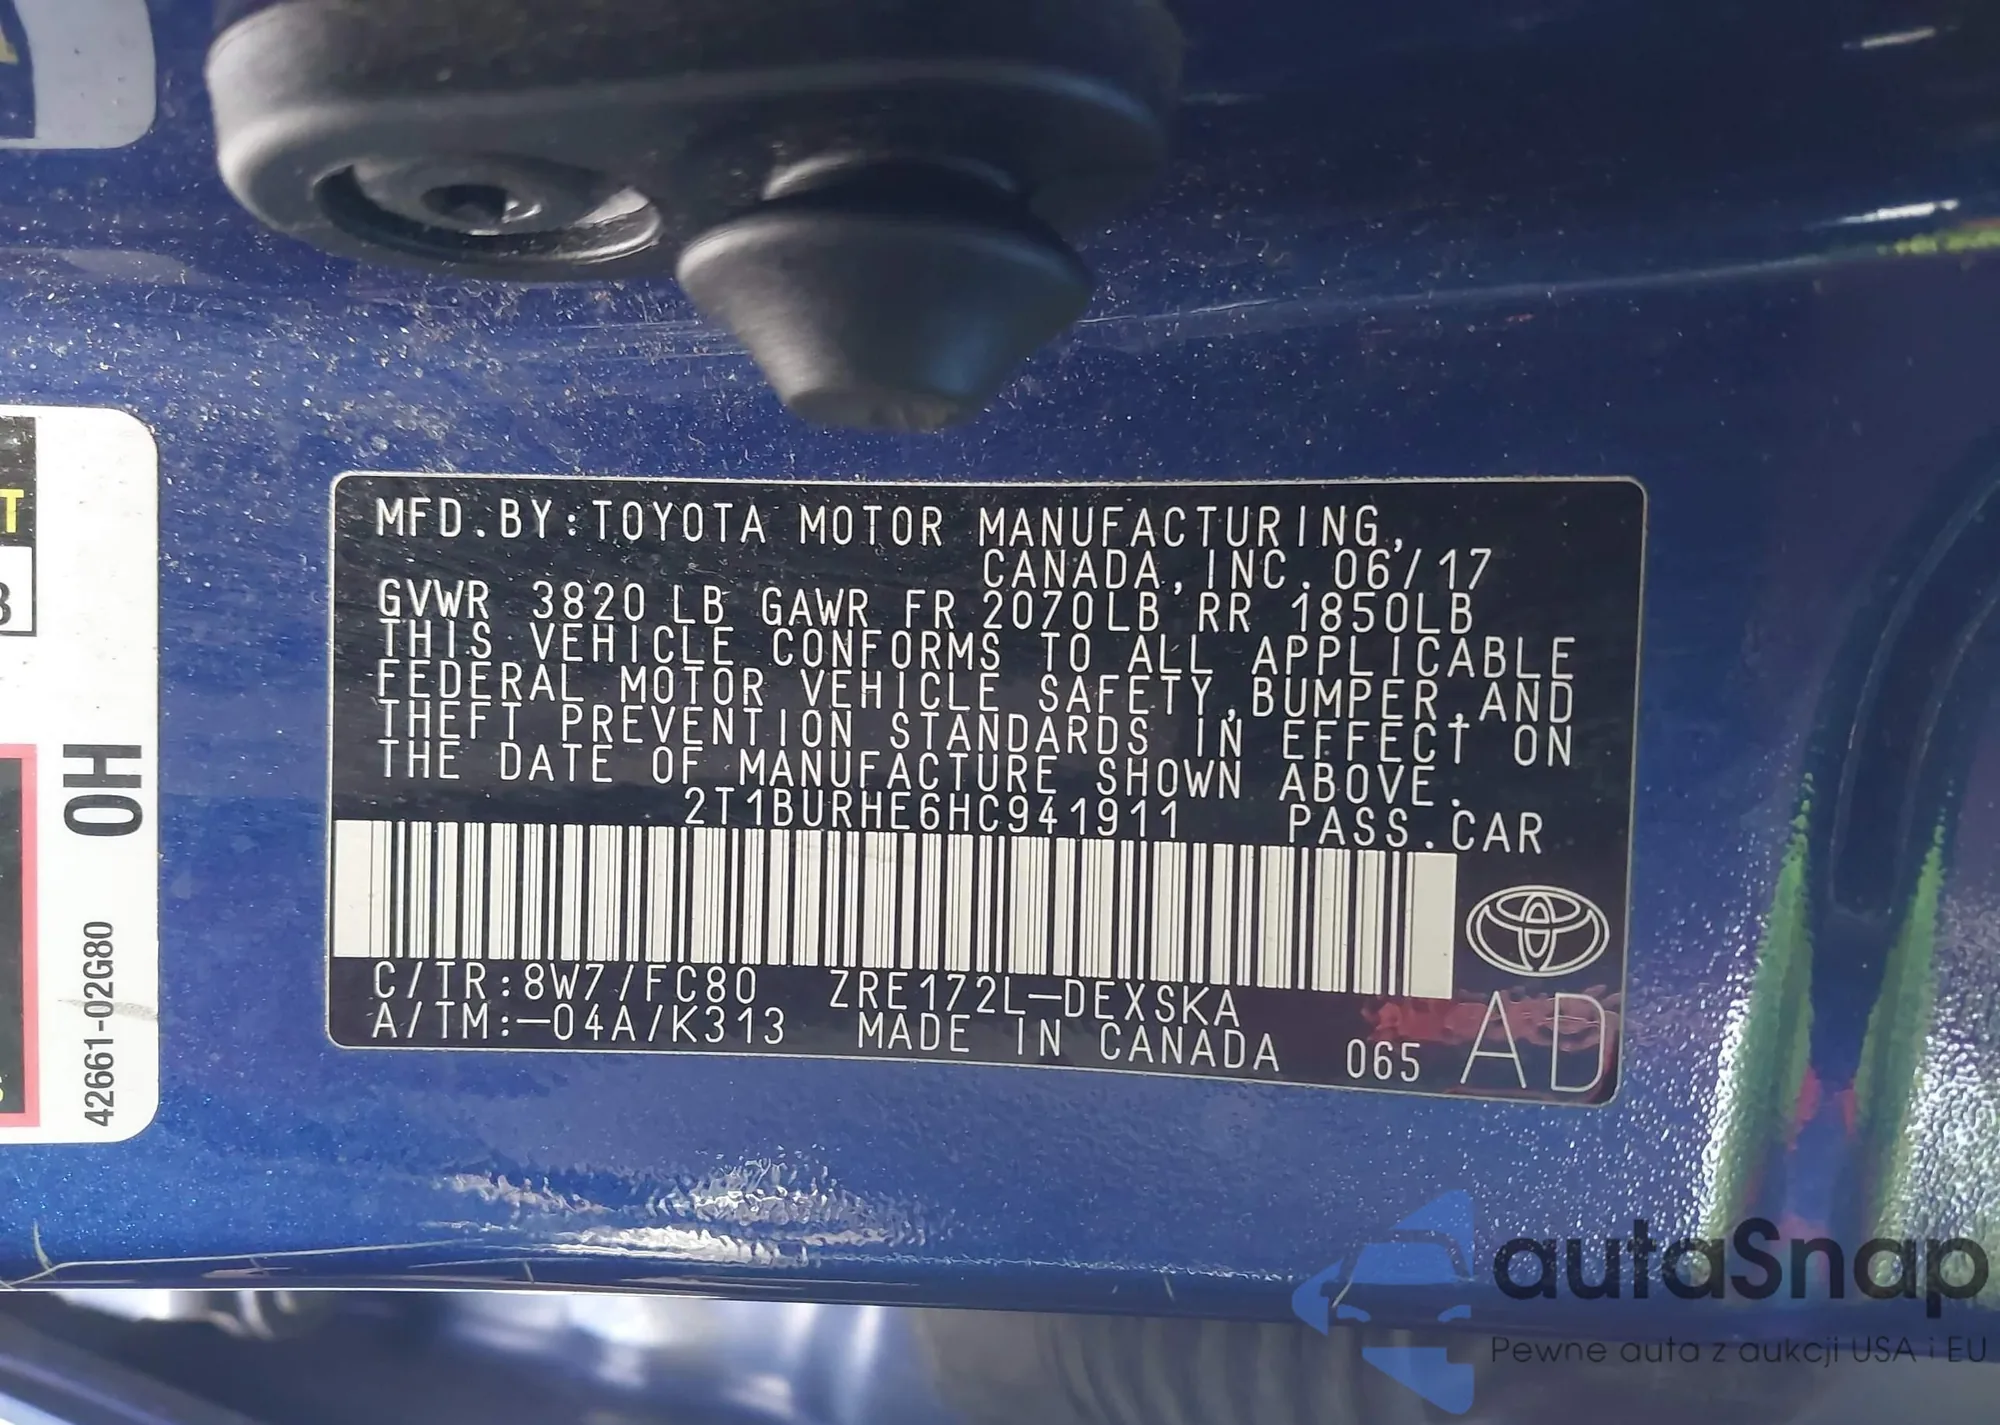 MFD.BY:TOYOTA MOTOR MANUFACTURING,
CANADA,INC.06/17
GVWR 3820LB GAWR FR 2070LB RR 1850LB
THIS VEHICLE CONFORMS TO ALL APPLICABLE
FEDERAL MOTOR VEHICLE SAFETY,BUMPER,AND
THEFT PREVENTION STANDARDS IN EFFECT ON
THE DATE OF MANUFACTURE SHOWN ABOVE.
2T1BURHE6HC941911 PASS.CAR
C/TR:8W7/FC80 ZRE172L-DEXSKA
A/TM:-04A/K313 MADE IN CANADA 065 AD
OH
42661-02G80
autaSnap
Pewne auta z aukcji USA i EU